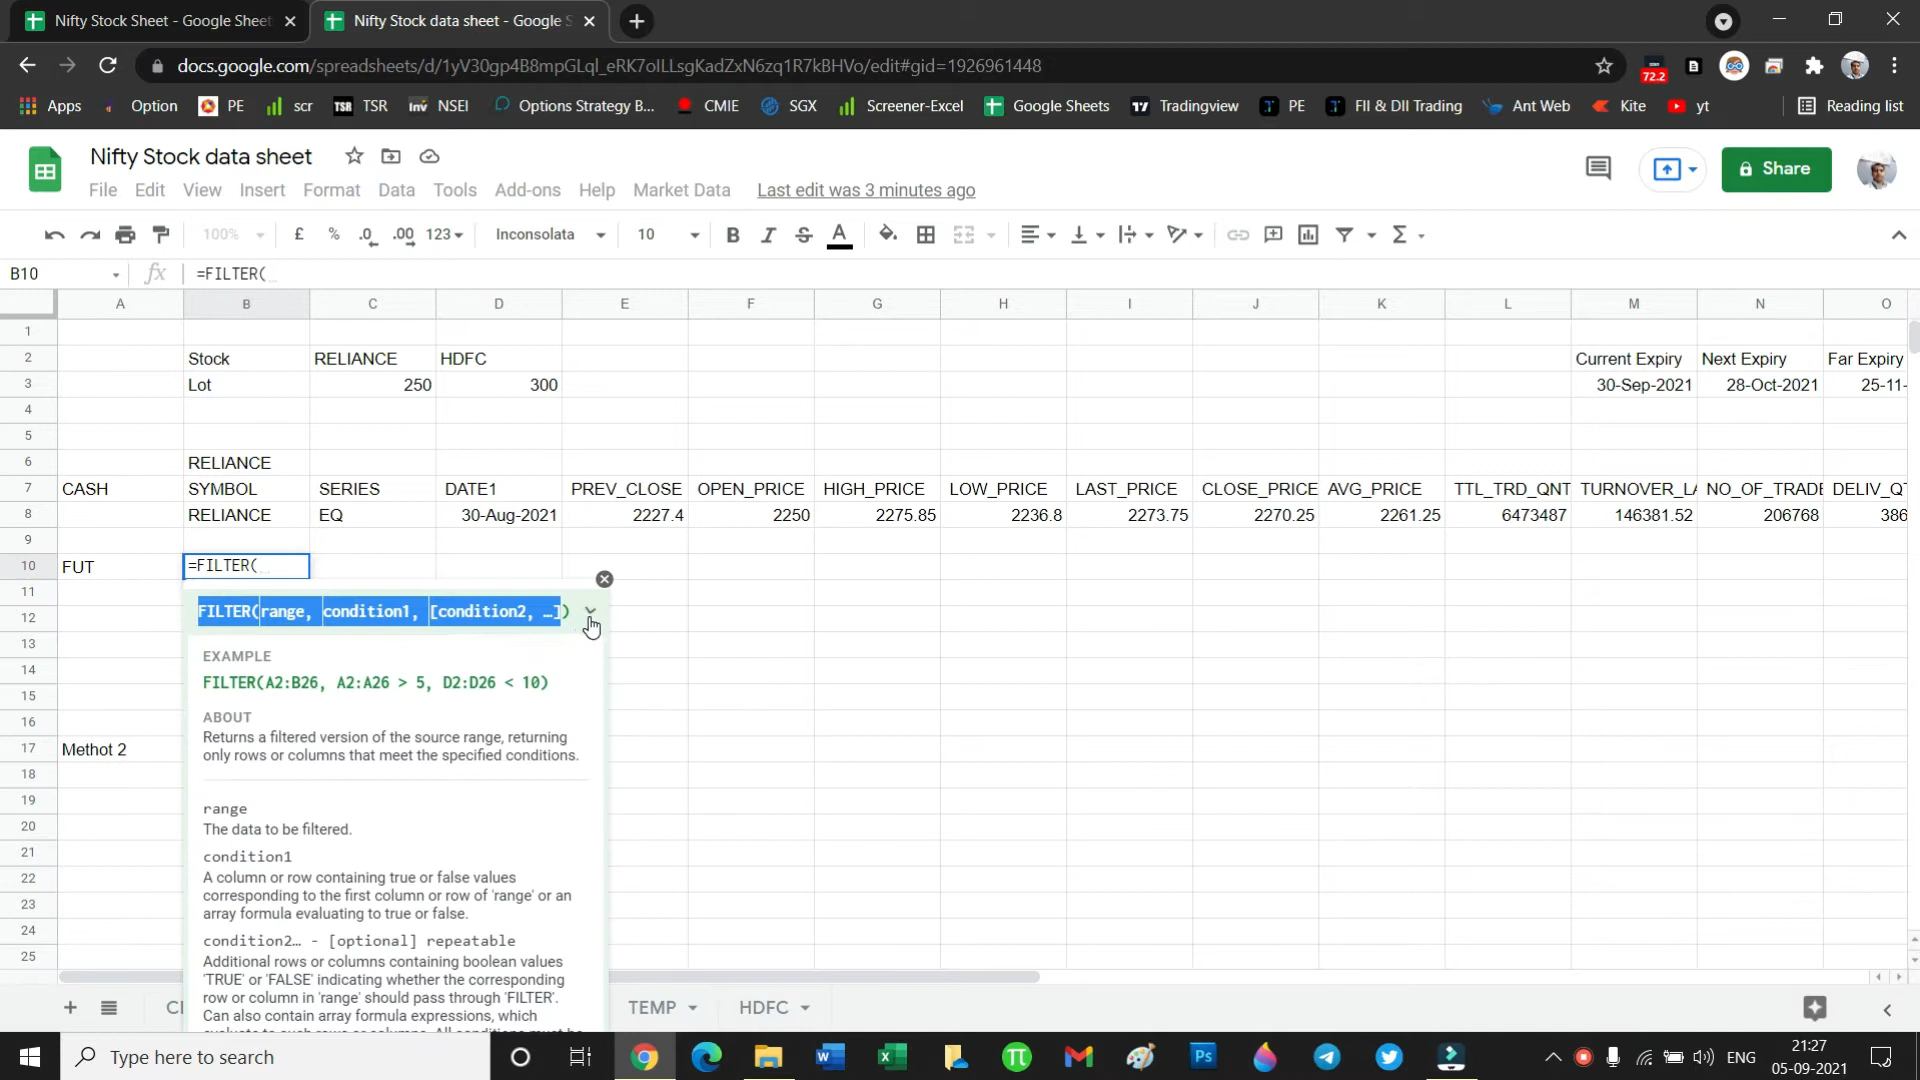 Nifty Stock Sheet - Google Sheet
Nifty Stock data sheet - Google S
docs.google.com/spreadsheets/d/1yV30gp4B8mpGLql_eRK7oILLsgKadZxN6zq1R7kBHVo/edit#gid=1926961448
72.2
Apps Option PE scr TSR TSR inv NSEI Options Strategy B... CMIE SGX Screener-Excel Google Sheets Tradingview PE FII & DII Trading Ant Web Kite yt Reading list
Nifty Stock data sheet
Share
File Edit View Insert Format Data Tools Add-ons Help Market Data Last edit was 3 minutes ago
100% £ % .0 .00 123 Inconsolata 10 B I S A Σ
B10 fx =FILTER(
A B C D E F G H I J K L M N O
1
2 Stock RELIANCE HDFC Current Expiry Next Expiry Far Expiry
3 Lot 250 300 30-Sep-2021 28-Oct-2021 25-11-
4
5
6 RELIANCE
7 CASH SYMBOL SERIES DATE1 PREV_CLOSE OPEN_PRICE HIGH_PRICE LOW_PRICE LAST_PRICE CLOSE_PRICE AVG_PRICE TTL_TRD_QNT TURNOVER_LA NO_OF_TRADE DELIV_QT
8 RELIANCE EQ 30-Aug-2021 2227.4 2250 2275.85 2236.8 2273.75 2270.25 2261.25 6473487 146381.52 206768 386
9
10 FUT =FILTER(
11
12 FILTER(range, condition1, [condition2, …])
13
14 EXAMPLE
FILTER(A2:B26, A2:A26 > 5, D2:D26 < 10)
15
16 ABOUT
Returns a filtered version of the source range, returning
17 Methot 2 only rows or columns that meet the specified conditions.
18
19 range
20 The data to be filtered.
21 condition1
22 A column or row containing true or false values
corresponding to the first column or row of 'range' or an
23 array formula evaluating to true or false.
24 condition2… - [optional] repeatable
25 Additional rows or columns containing boolean values
'TRUE' or 'FALSE' indicating whether the corresponding
row or column in 'range' should pass through 'FILTER'.
Can also contain array formula expressions, which
TEMP HDFC
Type here to search
Ps
ENG
21:27
05-09-2021